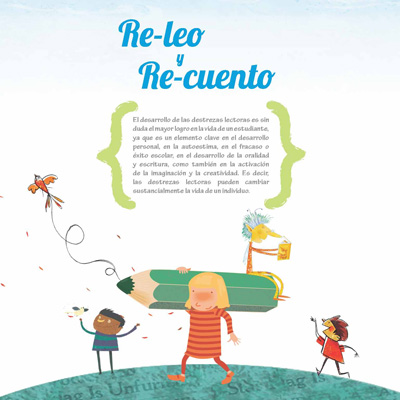 Re-leo
y
Re-cuento
El desarrollo de las destrezas lectoras es sin
duda el mayor logro en la vida de un estudiante,
ya que es un elemento clave en el desarrollo
personal, en la autoestima, en el fracaso o
éxito escolar, en el desarrollo de la oralidad
y escritura, como también en la activación
de la imaginación y la creatividad. Es decir,
las destrezas lectoras pueden cambiar
sustancialmente la vida de un individuo.